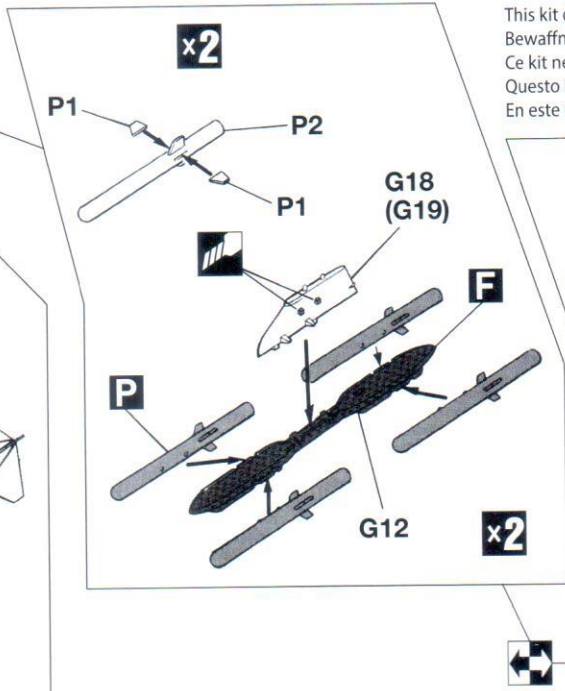 ×2
This kit
Bewaffn
Ce kit ne
Questo
En este
P1
P2
P1
G18
(G19)
F
P
G12
×2